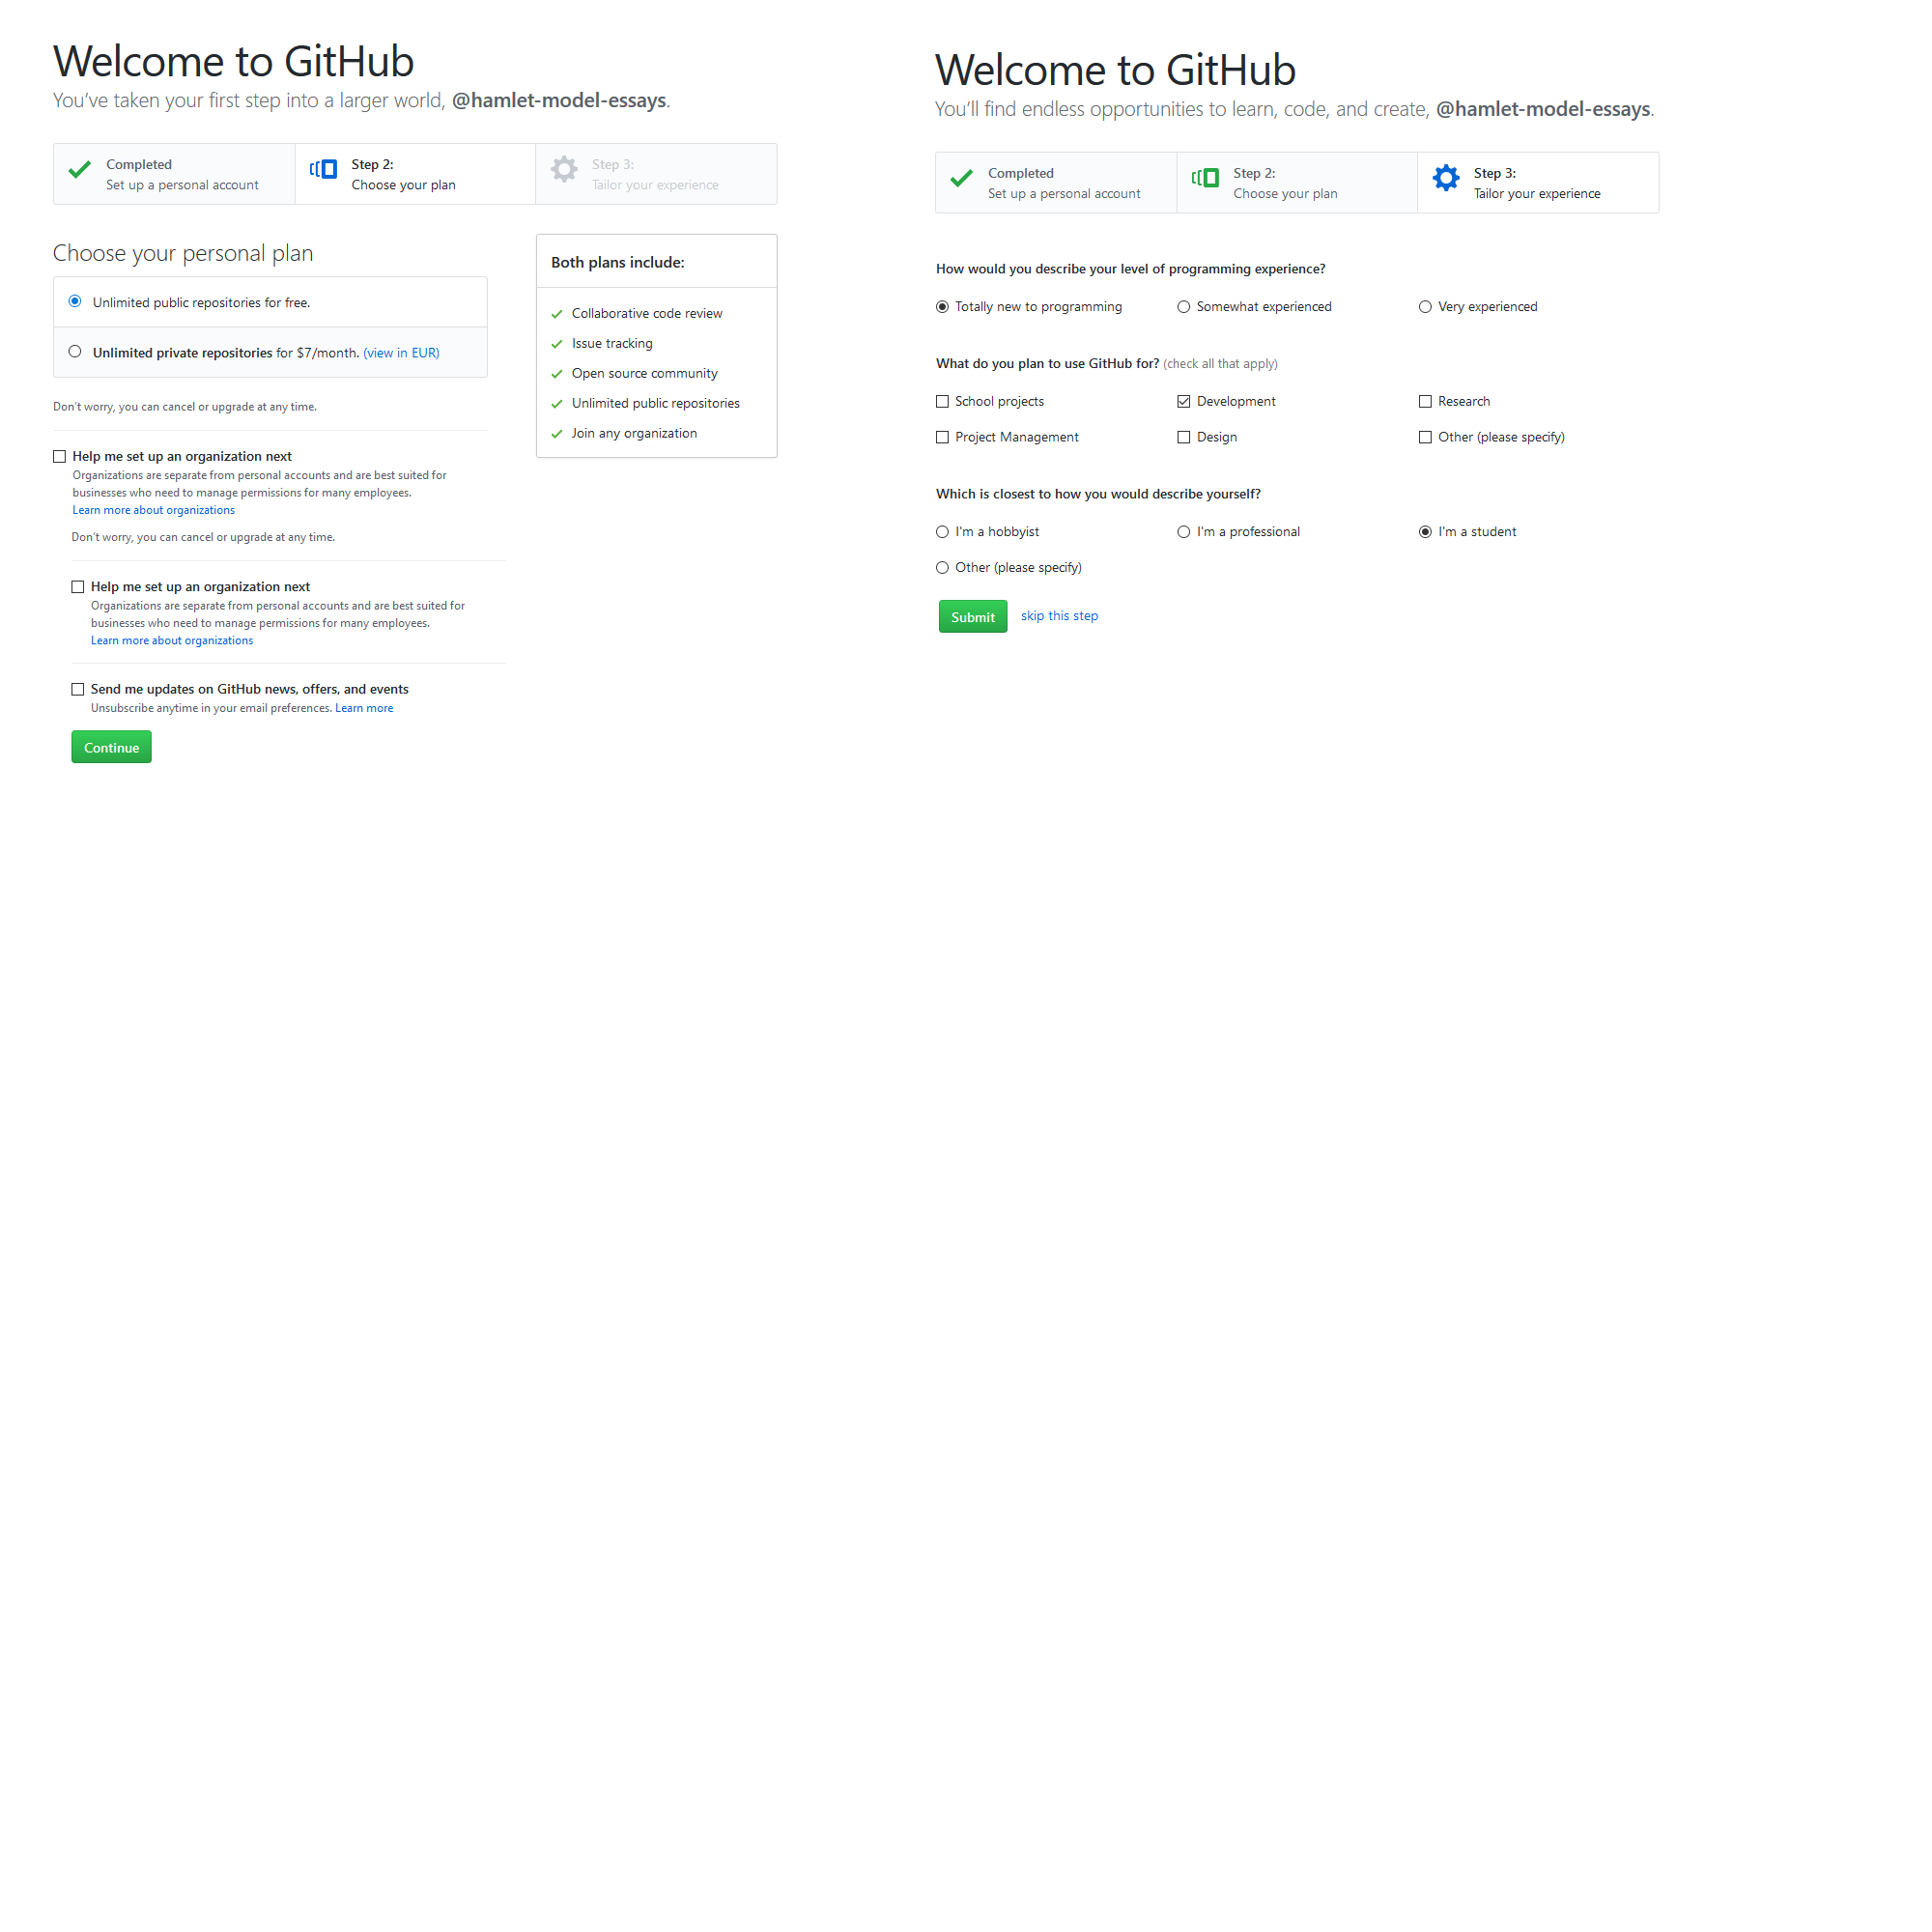 Welcome to GitHub
You've taken your first step into a larger world, @hamlet-model-essays.
Completed
Set up a personal account
Step 2:
Choose your plan
Step 3:
Tailor your experience
Choose your personal plan
Unlimited public repositories for free.
Unlimited private repositories for $7/month. (view in EUR)
Don't worry, you can cancel or upgrade at any time.
Help me set up an organization next
Organizations are separate from personal accounts and are best suited for
businesses who need to manage permissions for many employees.
Learn more about organizations
Don't worry, you can cancel or upgrade at any time.
Help me set up an organization next
Organizations are separate from personal accounts and are best suited for
businesses who need to manage permissions for many employees.
Learn more about organizations
Send me updates on GitHub news, offers, and events
Unsubscribe anytime in your email preferences. Learn more
Continue
Both plans include:
Collaborative code review
Issue tracking
Open source community
Unlimited public repositories
Join any organization
Welcome to GitHub
You'll find endless opportunities to learn, code, and create, @hamlet-model-essays.
Completed
Set up a personal account
Step 2:
Choose your plan
Step 3:
Tailor your experience
How would you describe your level of programming experience?
Totally new to programming
Somewhat experienced
Very experienced
What do you plan to use GitHub for? (check all that apply)
School projects
Development
Research
Project Management
Design
Other (please specify)
Which is closest to how you would describe yourself?
I'm a hobbyist
I'm a professional
I'm a student
Other (please specify)
Submit
skip this step